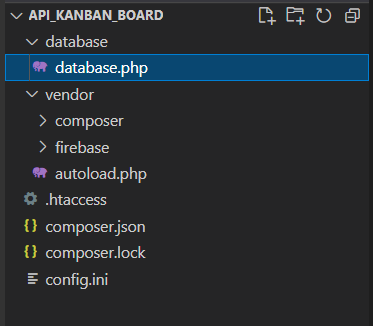 API_KANBAN_BOARD
database
database.php
vendor
composer
firebase
autoload.php
.htaccess
composer.json
composer.lock
config.ini